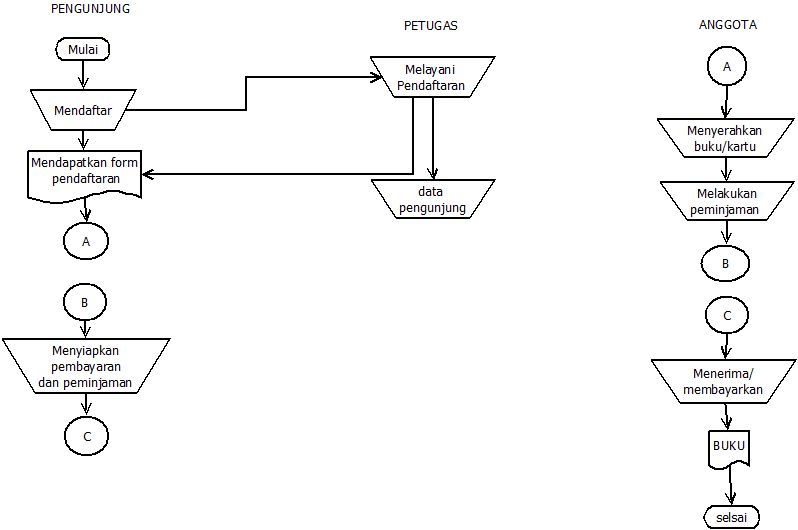 PENGUNJUNG
PETUGAS
ANGGOTA
Mulai
Mendaftar
Mendapatkan form
pendaftaran
A
B
Menyiapkan
pembayaran
dan peminjaman
C
Melayani
Pendaftaran
data
pengunjung
A
Menyerahkan
buku/kartu
Melakukan
peminjaman
B
C
Menerima/
membayarkan
BUKU
selsai